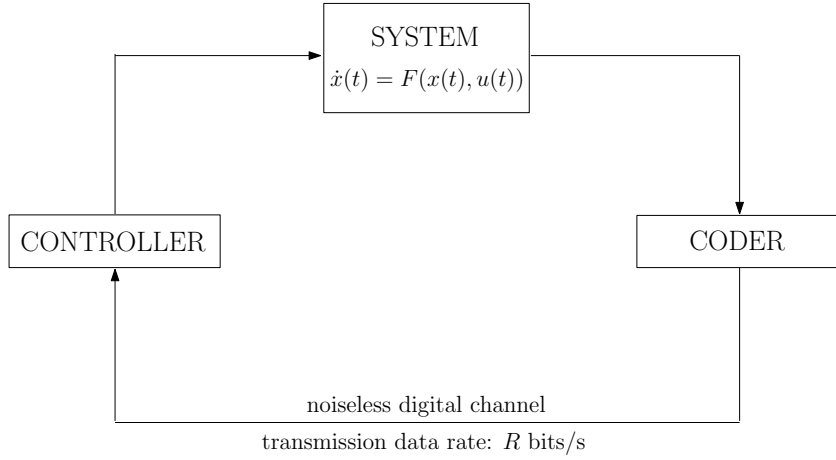 SYSTEM
ẋ(t) = F(x(t), u(t))
CONTROLLER
CODER
noiseless digital channel
transmission data rate: R bits/s